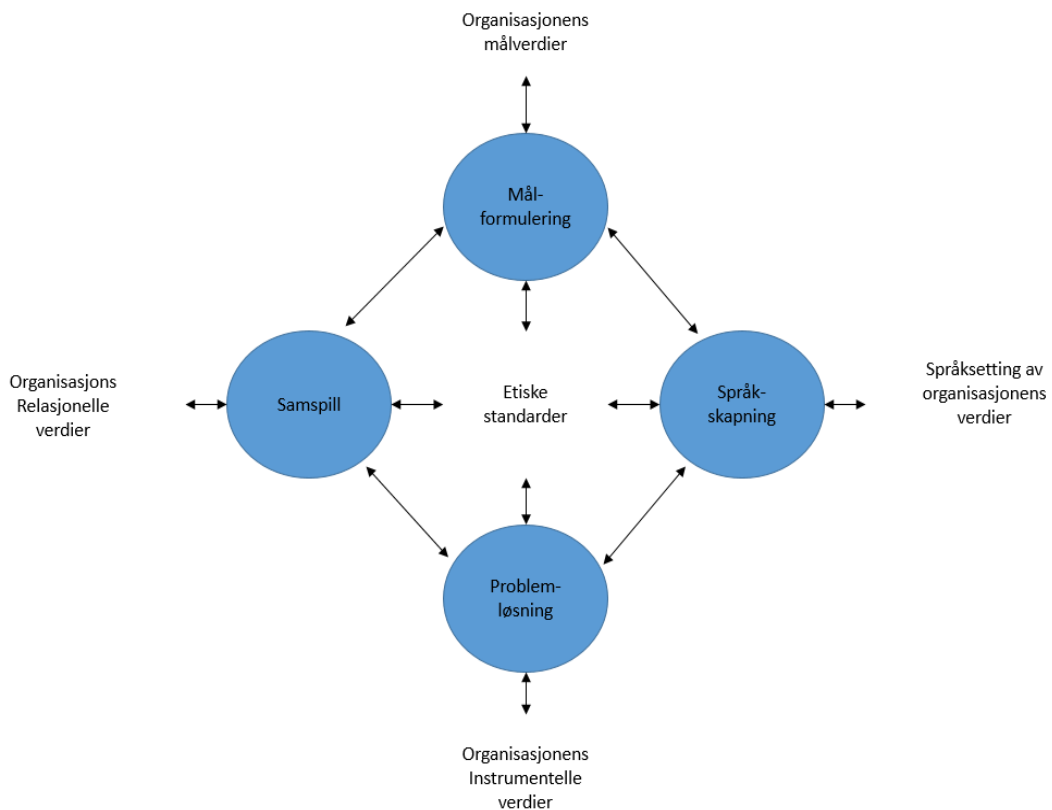 Organisasjonens
målverdier
Mål-
formulering
Organisasjons
Relasjonelle
verdier
Samspill
Etiske
standarder
Språk-
skapning
Språksetting av
organisasjonens
verdier
Problem-
løsning
Organisasjonens
Instrumentelle
verdier